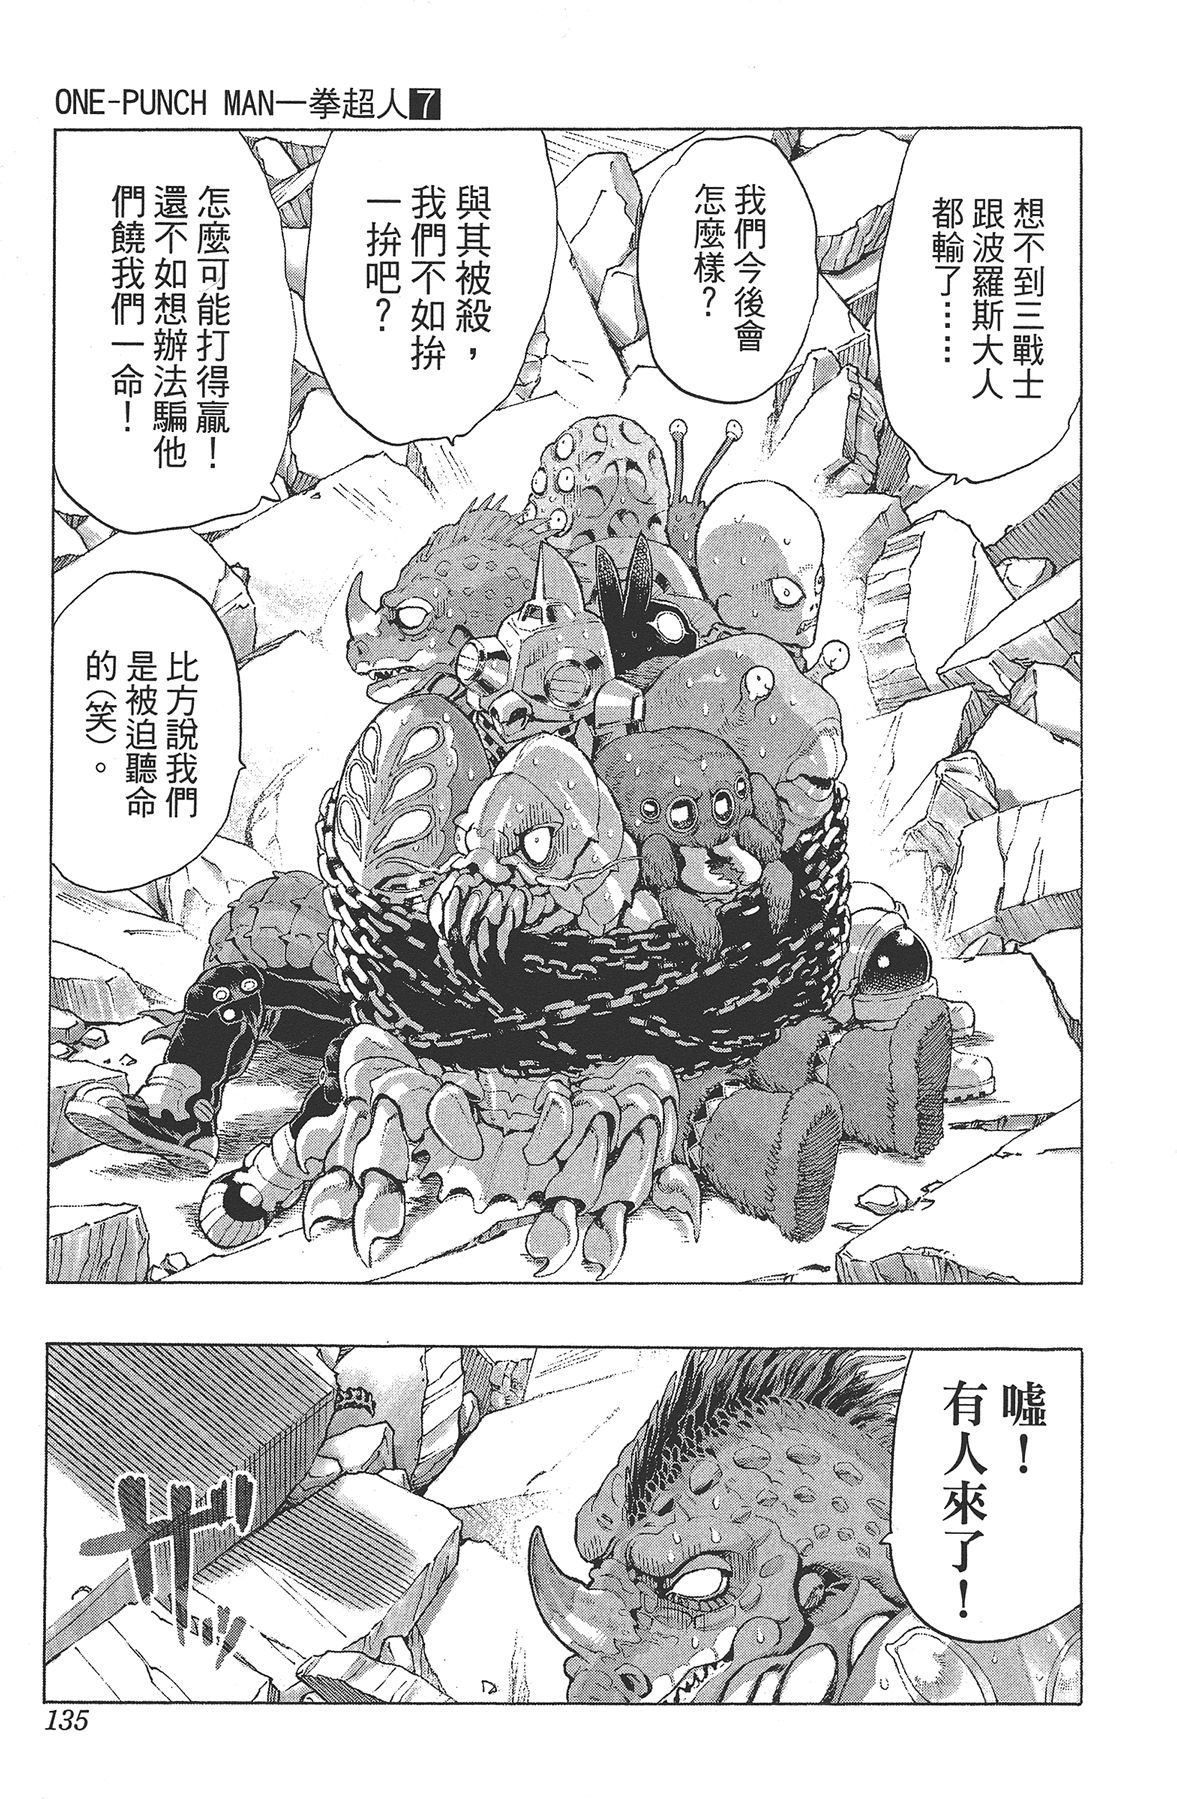 ONE-PUNCH MAN一拳超人7
想不到三戰士
跟波羅斯大人
都輸了……
我們今後會
怎麼樣？
與其被殺，
我們不如拚
一拚吧？
怎麼可能打得贏！
還不如想辦法騙他
們饒我們一命！
比方說我們
是被迫聽命
的(笑)。
噓！
有人來了！
ザッ
135